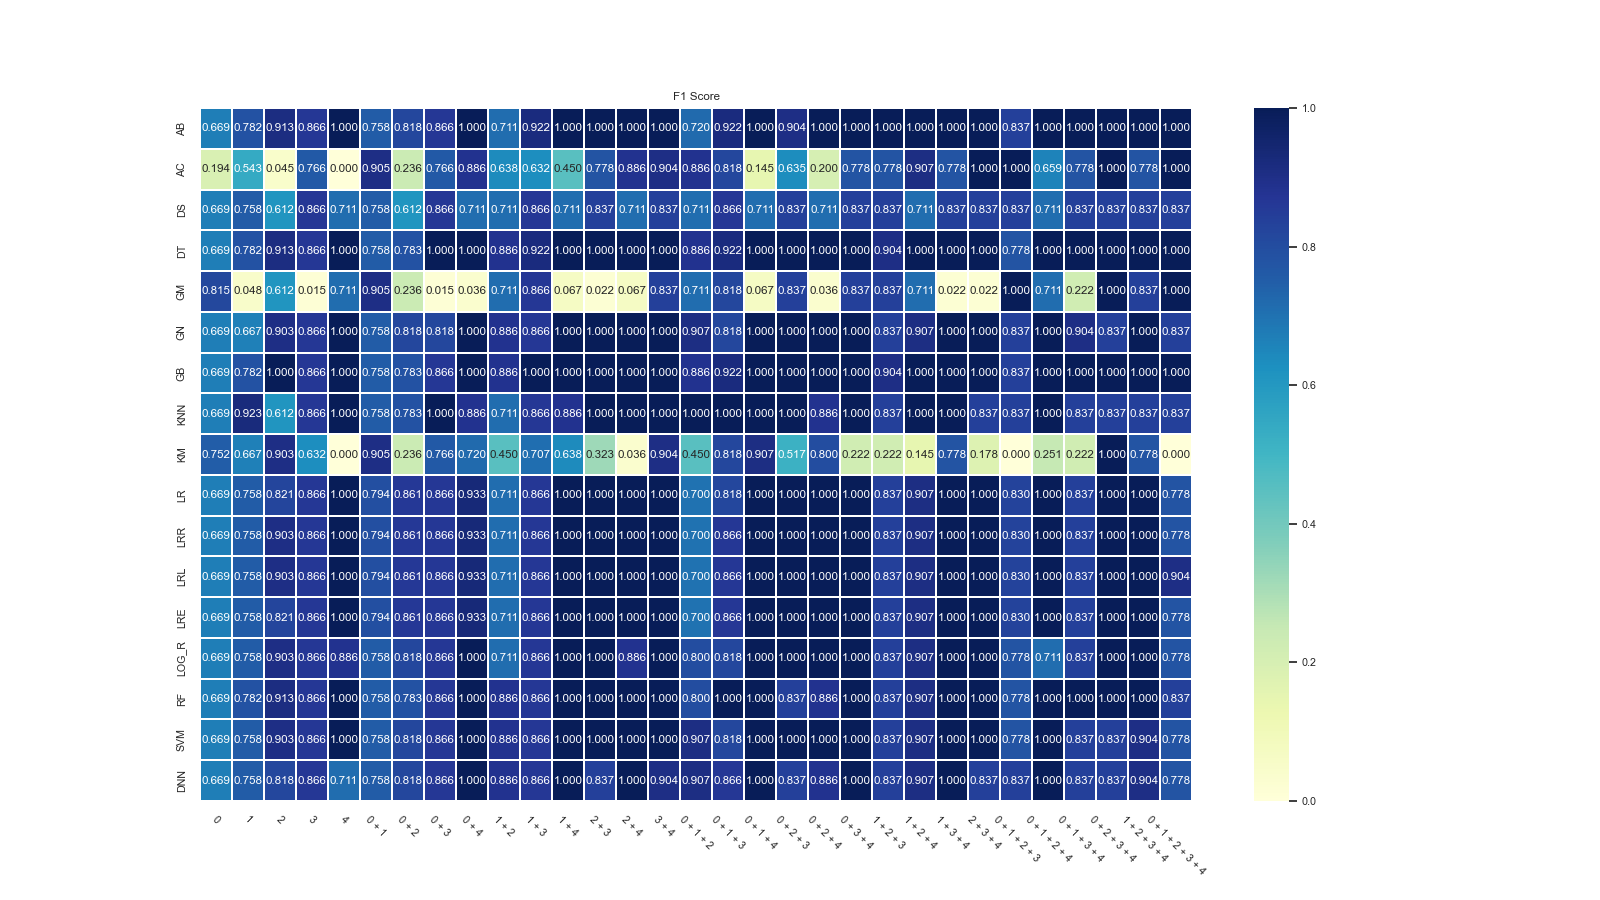 F1 Score
AB 0.669 0.782 0.913 0.866 1.000 0.758 0.818 0.866 1.000 0.711 0.922 1.000 1.000 1.000 1.000 0.720 0.922 1.000 0.904 1.000 1.000 1.000 1.000 1.000 1.000 0.837 1.000 1.000 1.000 1.000 1.000
AC 0.194 0.543 0.045 0.766 0.000 0.905 0.236 0.766 0.886 0.638 0.632 0.450 0.778 0.886 0.904 0.886 0.818 0.145 0.635 0.200 0.778 0.778 0.907 0.778 1.000 1.000 0.659 0.778 1.000 0.778 1.000
DS 0.669 0.758 0.612 0.866 0.711 0.758 0.612 0.866 0.711 0.711 0.866 0.711 0.837 0.711 0.837 0.711 0.866 0.711 0.837 0.711 0.837 0.837 0.711 0.837 0.837 0.837 0.711 0.837 0.837 0.837 0.837
DT 0.669 0.782 0.913 0.866 1.000 0.758 0.783 1.000 1.000 0.886 0.922 1.000 1.000 1.000 1.000 0.886 0.922 1.000 1.000 1.000 1.000 0.904 1.000 1.000 1.000 0.778 1.000 1.000 1.000 1.000 1.000
GM 0.815 0.048 0.612 0.015 0.711 0.905 0.236 0.015 0.036 0.711 0.866 0.067 0.022 0.067 0.837 0.711 0.818 0.067 0.837 0.036 0.837 0.837 0.711 0.022 0.022 1.000 0.711 0.222 1.000 0.837 1.000
GN 0.669 0.667 0.903 0.866 1.000 0.758 0.818 0.818 1.000 0.886 0.866 1.000 1.000 1.000 1.000 0.907 0.818 1.000 1.000 1.000 1.000 0.837 0.907 1.000 1.000 0.837 1.000 0.904 0.837 1.000 0.837
GB 0.669 0.782 1.000 0.866 1.000 0.758 0.783 0.866 1.000 0.886 1.000 1.000 1.000 1.000 1.000 0.886 0.922 1.000 1.000 1.000 1.000 0.904 1.000 1.000 1.000 0.837 1.000 1.000 1.000 1.000 1.000
KNN 0.669 0.923 0.612 0.866 1.000 0.758 0.783 1.000 0.886 0.711 0.866 0.886 1.000 1.000 1.000 1.000 1.000 1.000 1.000 0.886 1.000 0.837 1.000 1.000 0.837 0.837 1.000 0.837 0.837 0.837 0.837
KM 0.752 0.667 0.903 0.632 0.000 0.905 0.236 0.766 0.720 0.450 0.707 0.638 0.323 0.036 0.904 0.450 0.818 0.907 0.517 0.800 0.222 0.222 0.145 0.778 0.178 0.000 0.251 0.222 1.000 0.778 0.000
LR 0.669 0.758 0.821 0.866 1.000 0.794 0.861 0.866 0.933 0.711 0.866 1.000 1.000 1.000 1.000 0.700 0.818 1.000 1.000 1.000 1.000 0.837 0.907 1.000 1.000 0.830 1.000 0.837 1.000 1.000 0.778
LRR 0.669 0.758 0.903 0.866 1.000 0.794 0.861 0.866 0.933 0.711 0.866 1.000 1.000 1.000 1.000 0.700 0.866 1.000 1.000 1.000 1.000 0.837 0.907 1.000 1.000 0.830 1.000 0.837 1.000 1.000 0.778
LRL 0.669 0.758 0.903 0.866 1.000 0.794 0.861 0.866 0.933 0.711 0.866 1.000 1.000 1.000 1.000 0.700 0.866 1.000 1.000 1.000 1.000 0.837 0.907 1.000 1.000 0.830 1.000 0.837 1.000 1.000 0.904
LRE 0.669 0.758 0.821 0.866 1.000 0.794 0.861 0.866 0.933 0.711 0.866 1.000 1.000 1.000 1.000 0.700 0.866 1.000 1.000 1.000 1.000 0.837 0.907 1.000 1.000 0.830 1.000 0.837 1.000 1.000 0.778
LOG_R 0.669 0.758 0.903 0.866 0.886 0.758 0.818 0.866 1.000 0.711 0.866 1.000 1.000 0.886 1.000 0.800 0.818 1.000 1.000 1.000 1.000 0.837 0.907 1.000 1.000 0.778 0.711 0.837 1.000 1.000 0.778
RF 0.669 0.782 0.913 0.866 1.000 0.758 0.783 0.866 1.000 0.886 0.866 1.000 1.000 1.000 1.000 0.800 1.000 1.000 0.837 0.886 1.000 0.837 0.907 1.000 1.000 0.778 1.000 1.000 1.000 1.000 0.837
SVM 0.669 0.758 0.903 0.866 1.000 0.758 0.818 0.866 1.000 0.886 0.866 1.000 1.000 1.000 1.000 0.907 0.818 1.000 1.000 1.000 1.000 0.837 0.907 1.000 1.000 0.778 1.000 0.837 0.837 0.904 0.778
DNN 0.669 0.758 0.818 0.866 0.711 0.758 0.818 0.866 1.000 0.886 0.866 1.000 0.837 1.000 0.904 0.907 0.866 1.000 0.837 0.886 1.000 0.837 0.907 1.000 0.837 0.837 1.000 0.837 0.837 0.904 0.778
0
1
2
3
4
0 + 1
0 + 2
0 + 3
0 + 4
1 + 2
1 + 3
1 + 4
2 + 3
2 + 4
3 + 4
0 + 1 + 2
0 + 1 + 3
0 + 1 + 4
0 + 2 + 3
0 + 2 + 4
0 + 3 + 4
1 + 2 + 3
1 + 2 + 4
1 + 3 + 4
2 + 3 + 4
0 + 1 + 2 + 3
0 + 1 + 2 + 4
0 + 1 + 3 + 4
0 + 2 + 3 + 4
1 + 2 + 3 + 4
0 + 1 + 2 + 3 + 4
1.0
0.8
0.6
0.4
0.2
0.0